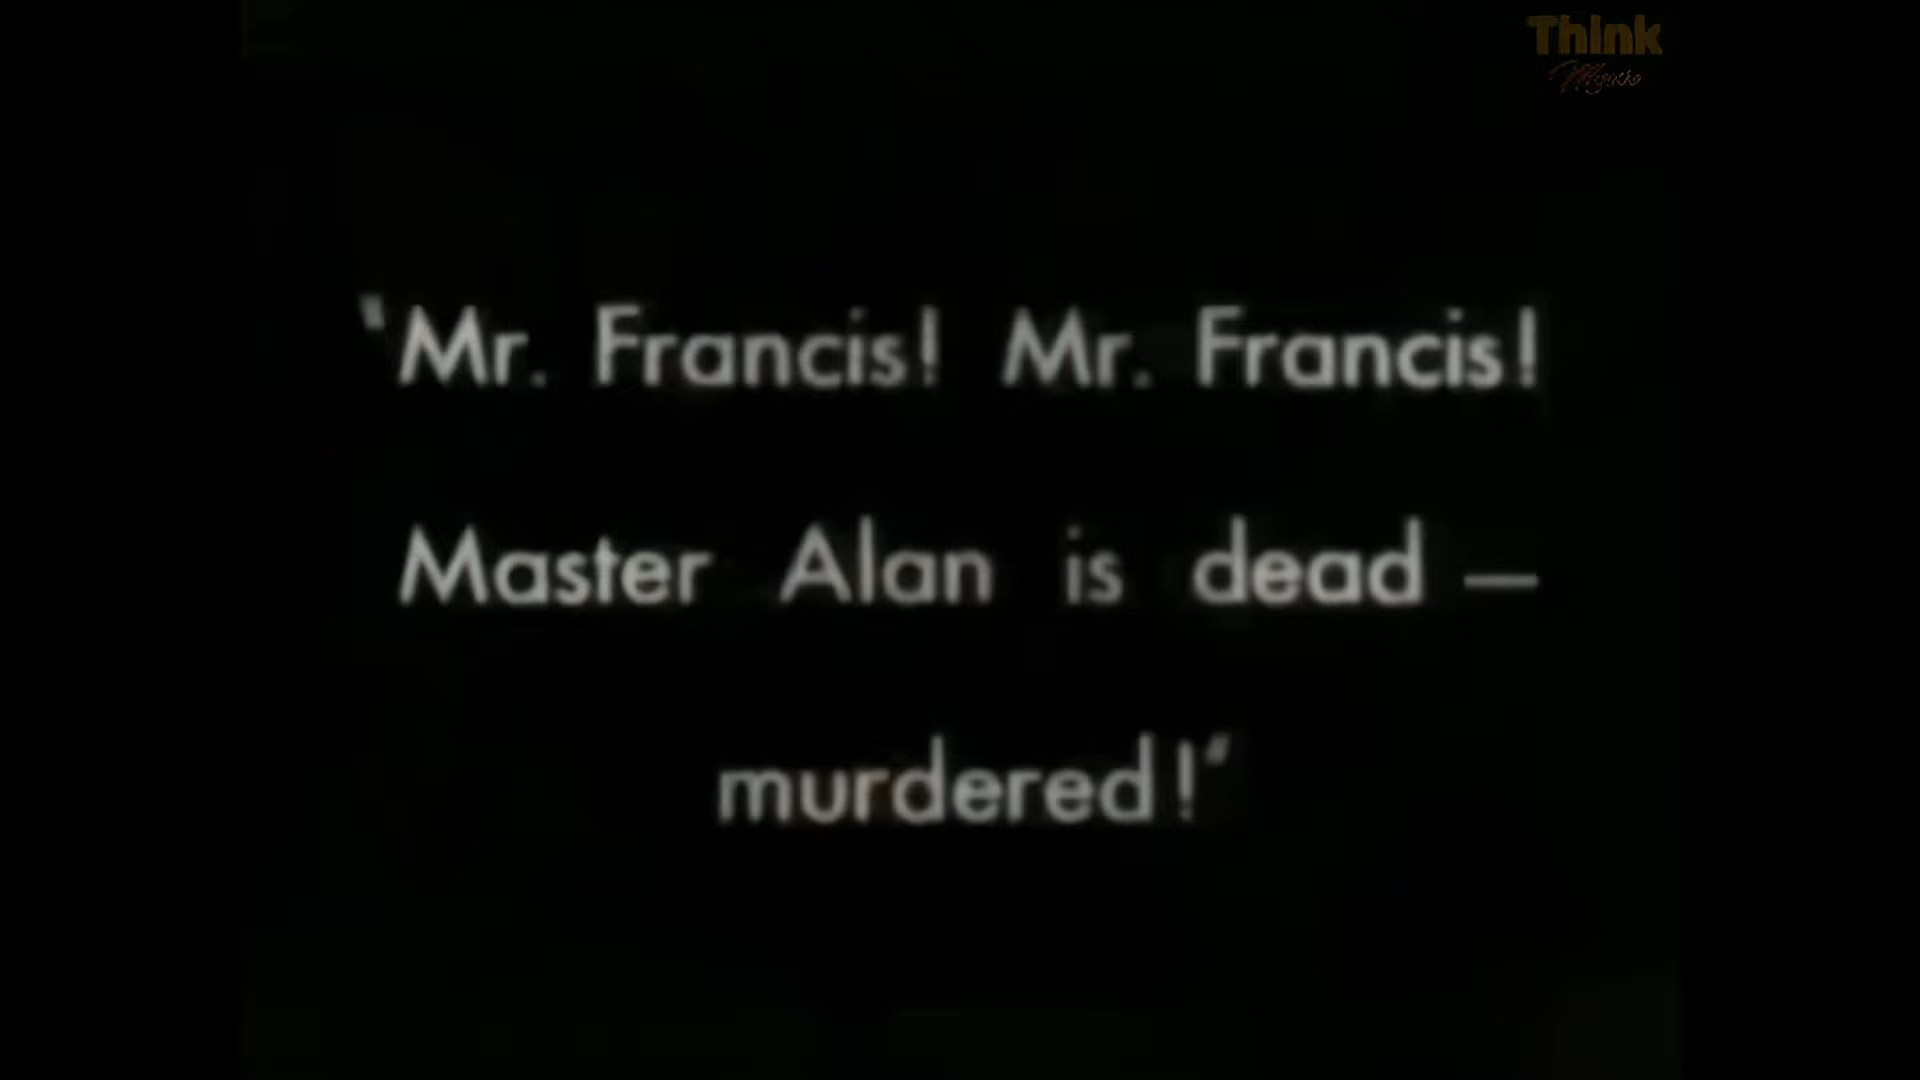 Think
'Mr. Francis! Mr. Francis!
Master Alan is dead —
murdered!'